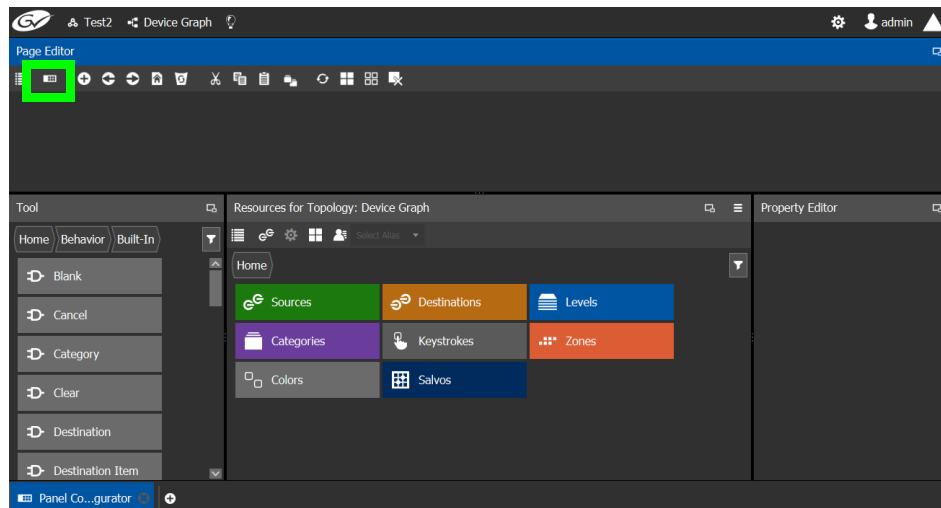 GV Test2 Device Graph admin
Page Editor
Tool
Home Behavior Built-In
Blank
Cancel
Category
Clear
Destination
Destination Item
Resources for Topology: Device Graph
Select Alias
Home
Sources Destinations Levels
Categories Keystrokes Zones
Colors Salvos
Property Editor
Panel Co...gurator